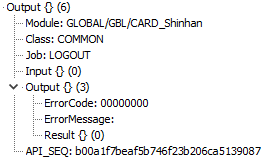 Output {} (6)
Module: GLOBAL/GBL/CARD_Shinhan
Class: COMMON
Job: LOGOUT
Input {} (0)
Output {} (3)
ErrorCode: 00000000
ErrorMessage:
Result {} (0)
API_SEQ: b00a1f7beaf5b746f23b206ca5139087